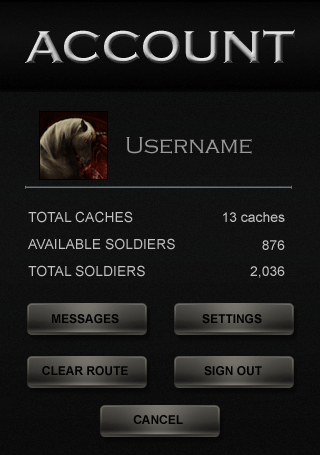 ACCOUNT
USERNAME
TOTAL CACHES 13 caches
AVAILABLE SOLDIERS 876
TOTAL SOLDIERS 2,036
MESSAGES SETTINGS
CLEAR ROUTE SIGN OUT
CANCEL